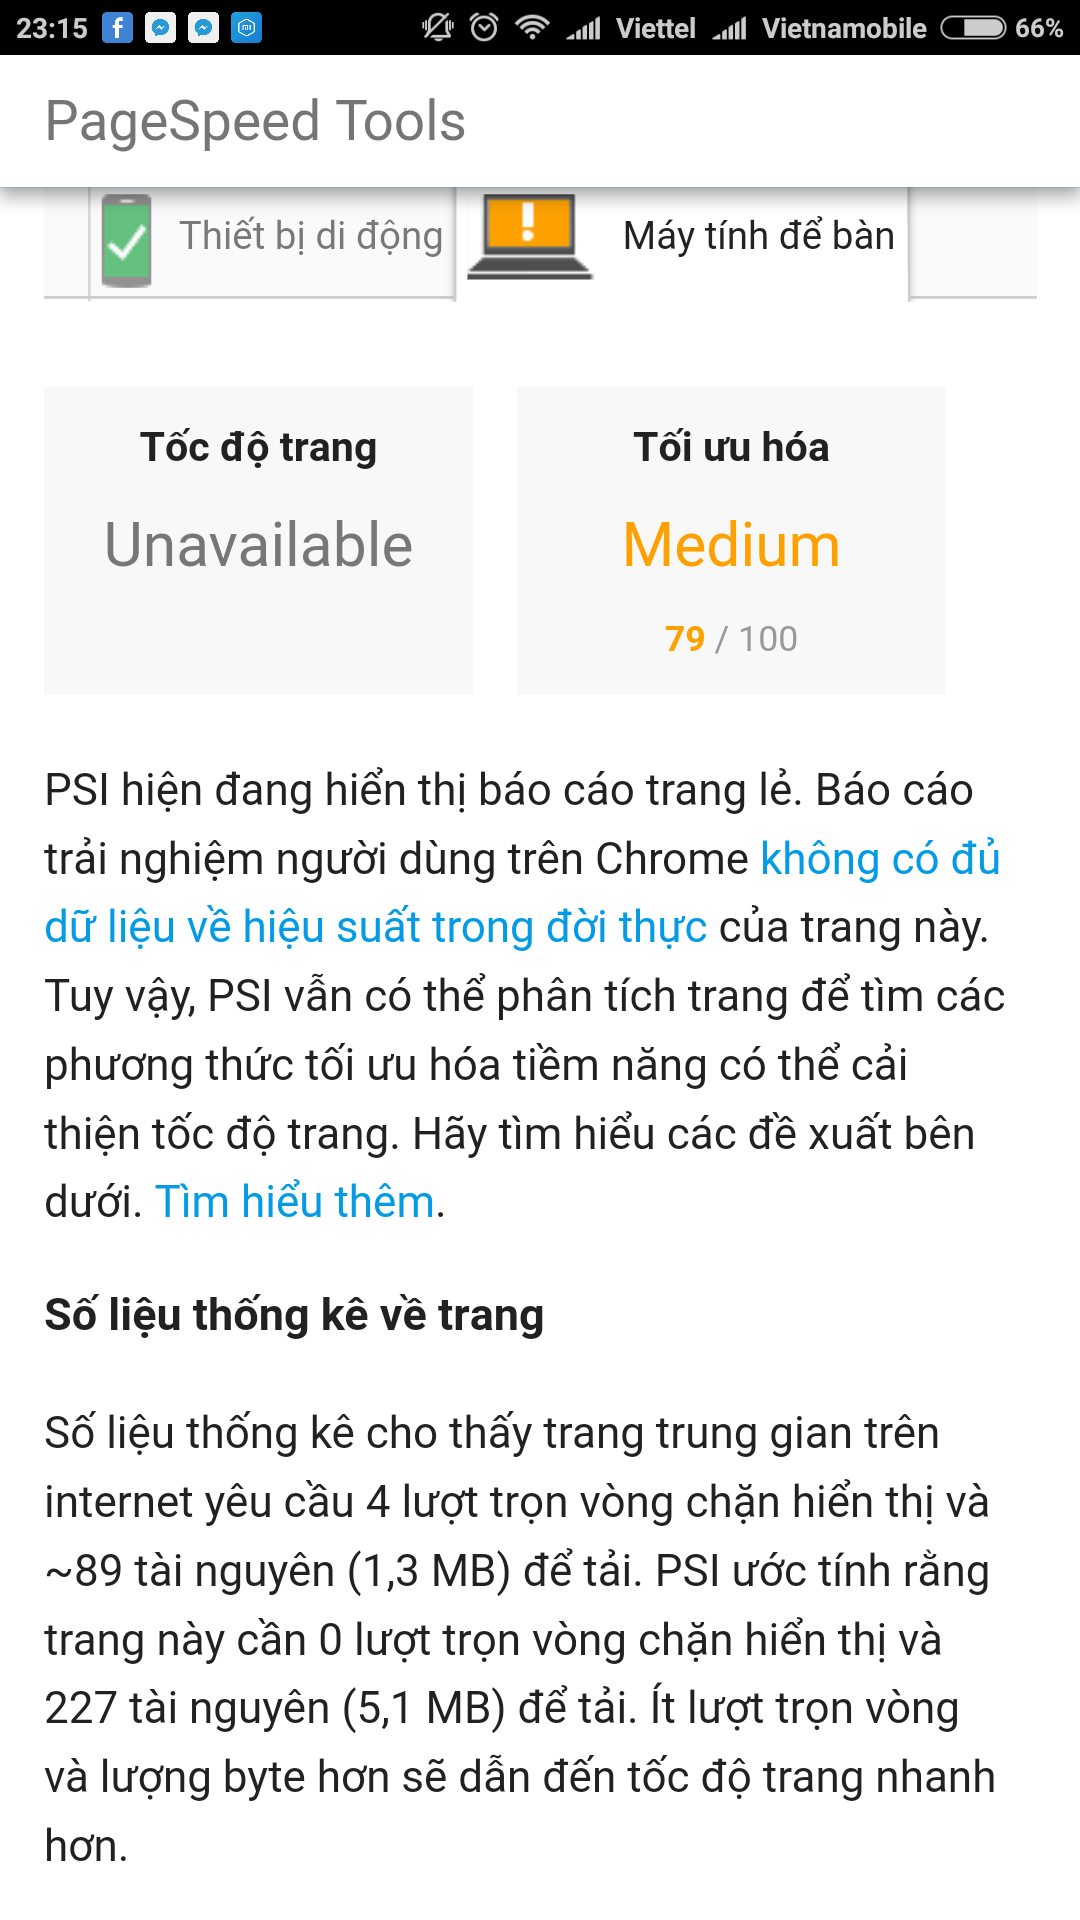 23:15 Viettel Vietnamobile 66%
PageSpeed Tools
Thiết bị di động Máy tính để bàn
Tốc độ trang
Unavailable
Tối ưu hóa
Medium
79 / 100
PSI hiện đang hiển thị báo cáo trang lẻ. Báo cáo
trải nghiệm người dùng trên Chrome không có đủ
dữ liệu về hiệu suất trong đời thực của trang này.
Tuy vậy, PSI vẫn có thể phân tích trang để tìm các
phương thức tối ưu hóa tiềm năng có thể cải
thiện tốc độ trang. Hãy tìm hiểu các đề xuất bên
dưới. Tìm hiểu thêm.
Số liệu thống kê về trang
Số liệu thống kê cho thấy trang trung gian trên
internet yêu cầu 4 lượt trọn vòng chặn hiển thị và
~89 tài nguyên (1,3 MB) để tải. PSI ước tính rằng
trang này cần 0 lượt trọn vòng chặn hiển thị và
227 tài nguyên (5,1 MB) để tải. Ít lượt trọn vòng
và lượng byte hơn sẽ dẫn đến tốc độ trang nhanh
hơn.